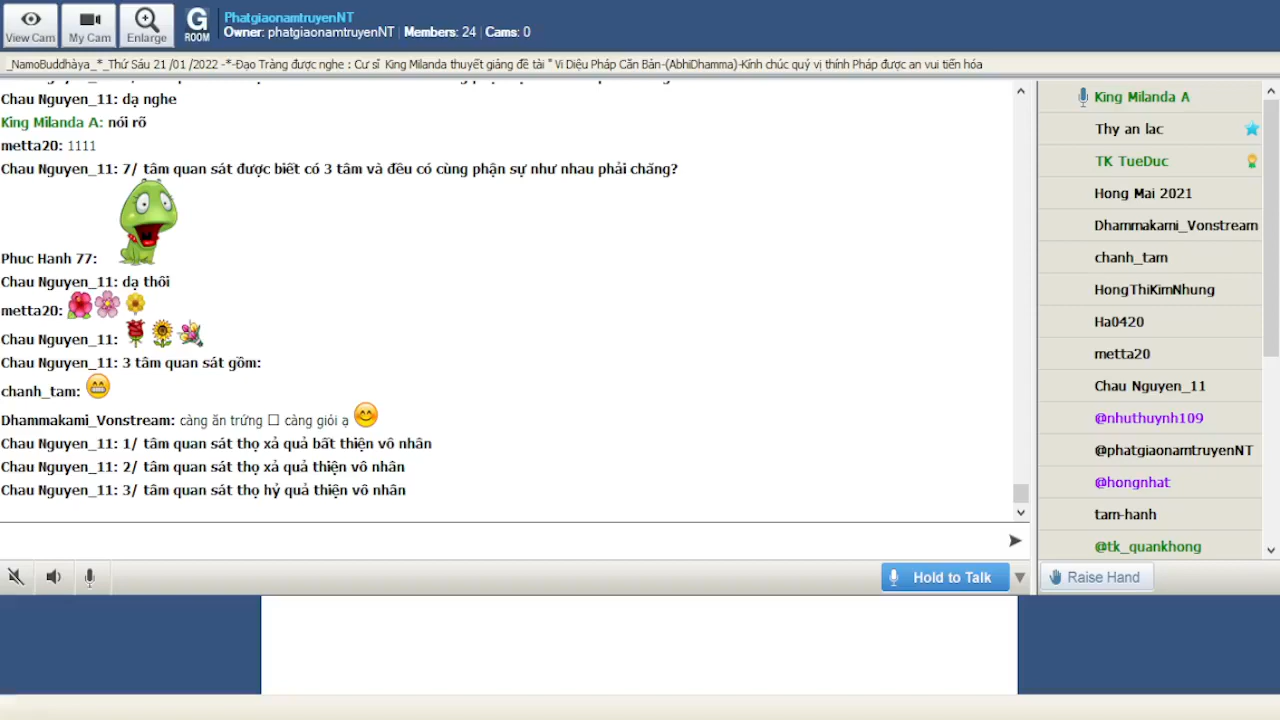 View Cam
My Cam
Enlarge
G
ROOM
PhatgiaonamtruyenNT
Owner: phatgiaonamtruyenNT | Members: 24 | Cams: 0
_NamoBuddhàya_*_Thứ Sáu 21 /01 /2022 -*-Đạo Tràng được nghe : Cư sĩ King Milanda thuyết giảng đề tài " Vi Diệu Pháp Căn Bản-(AbhiDhamma)-Kính chúc quý vị thính Pháp được an vui tiến hóa
Chau Nguyen_11: dạ nghe
King Milanda A: nói rõ
metta20: 1111
Chau Nguyen_11: 7/ tâm quan sát được biết có 3 tâm và đều có cùng phận sự như nhau phải chăng?
Phuc Hanh 77:
Chau Nguyen_11: dạ thôi
metta20:
Chau Nguyen_11:
Chau Nguyen_11: 3 tâm quan sát gồm:
chanh_tam:
Dhammakami_Vonstream: càng ăn trứng □ càng giỏi ạ
Chau Nguyen_11: 1/ tâm quan sát thọ xả quả bất thiện vô nhân
Chau Nguyen_11: 2/ tâm quan sát thọ xả quả thiện vô nhân
Chau Nguyen_11: 3/ tâm quan sát thọ hỷ quả thiện vô nhân
Hold to Talk
King Milanda A
Thy an lac
TK TueDuc
Hong Mai 2021
Dhammakami_Vonstream
chanh_tam
HongThiKimNhung
Ha0420
metta20
Chau Nguyen_11
@nhuthuynh109
@phatgiaonamtruyenNT
@hongnhat
tam-hanh
@tk_quankhong
Raise Hand